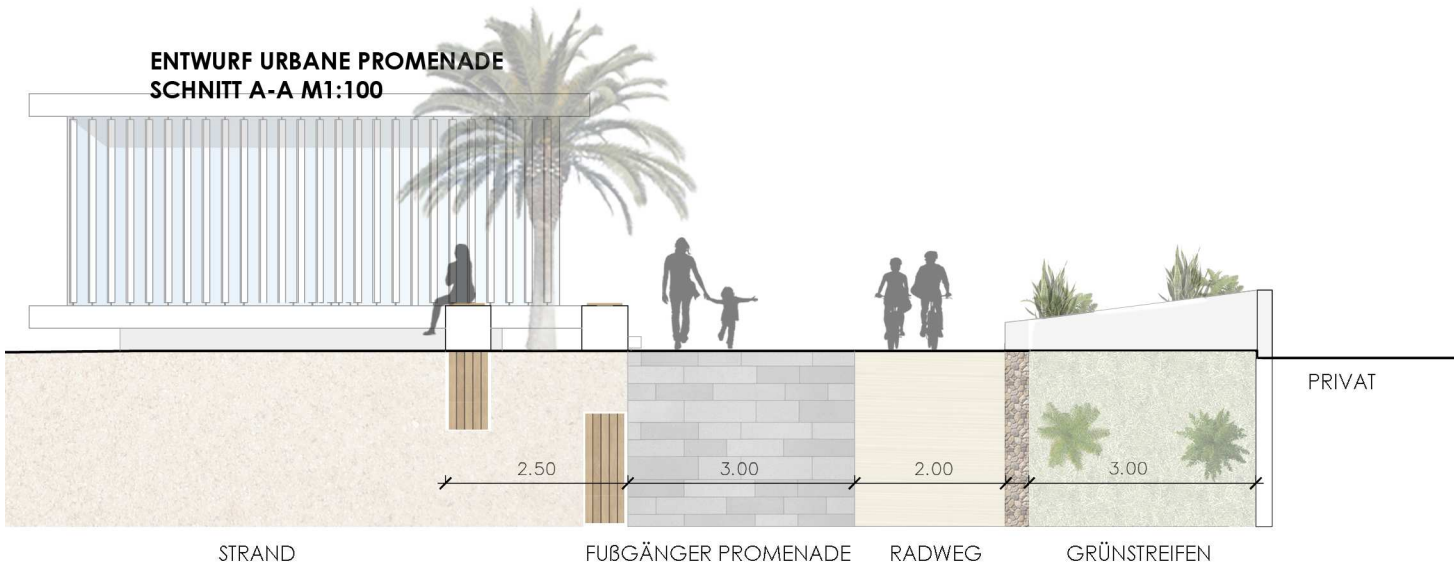 ENTWURF URBANE PROMENADE
SCHNITT A-A M1:100
PRIVAT
2.50 3.00 2.00 3.00
STRAND FUßGÄNGER PROMENADE RADWEG GRÜNSTREIFEN